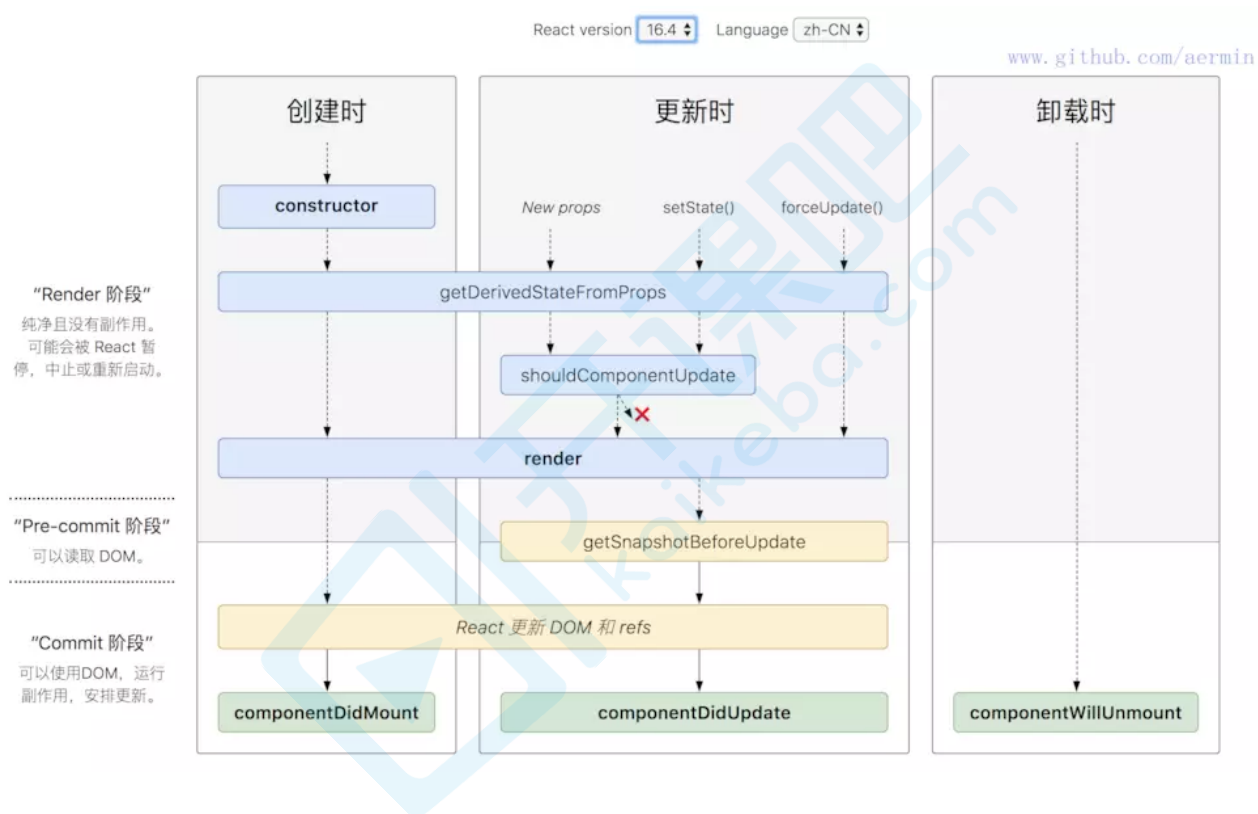 React version 16.4 Language zh-CN
www.github.com/aermin
创建时
更新时
卸载时
constructor
New props
setState()
forceUpdate()
“Render 阶段”
纯净且没有副作用。
可能会被 React 暂
停，中止或重新启动。
getDerivedStateFromProps
shouldComponentUpdate
render
“Pre-commit 阶段”
可以读取 DOM。
getSnapshotBeforeUpdate
“Commit 阶段”
可以使用DOM，运行
副作用，安排更新。
React 更新 DOM 和 refs
componentDidMount
componentDidUpdate
componentWillUnmount
开课吧
kaikeba.com